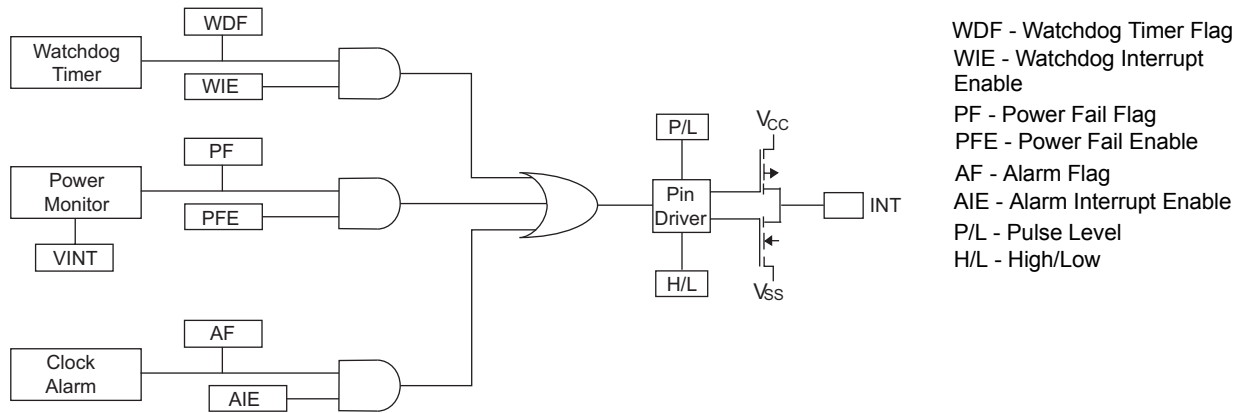 WDF
Watchdog
Timer
WIE
PF
Power
Monitor
PFE
VINT
AF
Clock
Alarm
AIE
P/L
Pin
Driver
H/L
VCC
VSS
INT
WDF - Watchdog Timer Flag
WIE - Watchdog Interrupt
Enable
PF - Power Fail Flag
PFE - Power Fail Enable
AF - Alarm Flag
AIE - Alarm Interrupt Enable
P/L - Pulse Level
H/L - High/Low